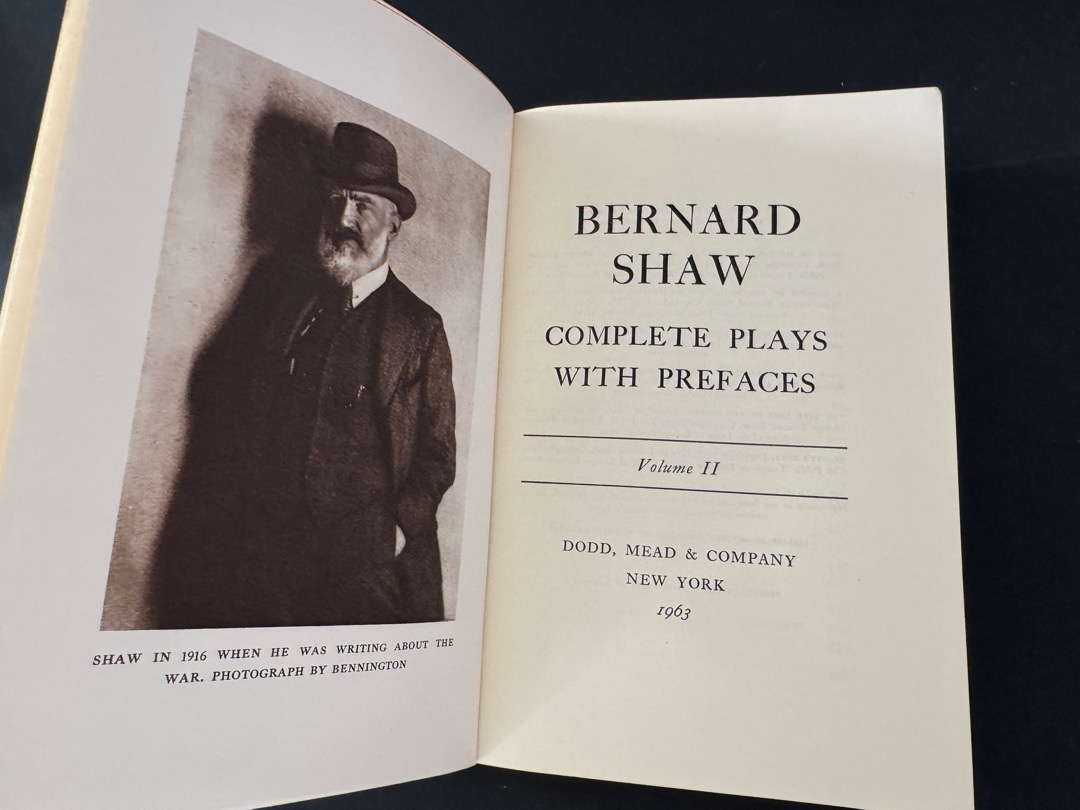 SHAW IN 1916 WHEN HE WAS WRITING ABOUT THE
WAR. PHOTOGRAPH BY BENNINGTON
BERNARD
SHAW
COMPLETE PLAYS
WITH PREFACES
Volume II
DODD, MEAD & COMPANY
NEW YORK
1963